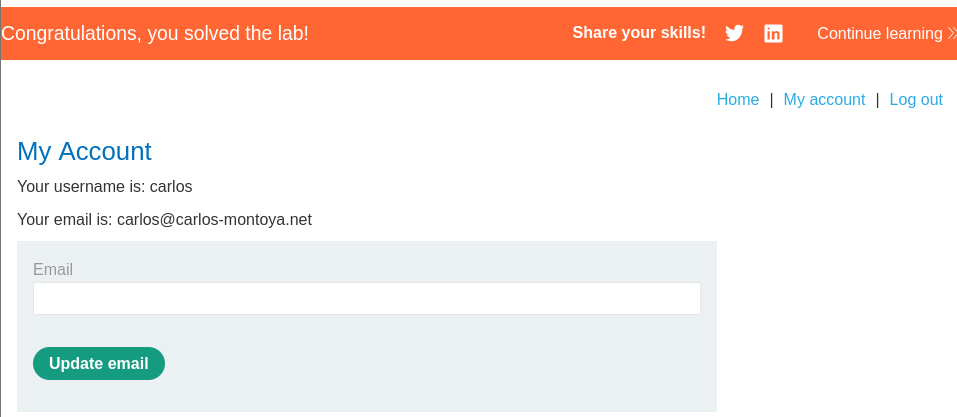 Congratulations, you solved the lab! Share your skills! Continue learning
Home | My account | Log out
My Account
Your username is: carlos
Your email is: carlos@carlos-montoya.net
Email
Update email